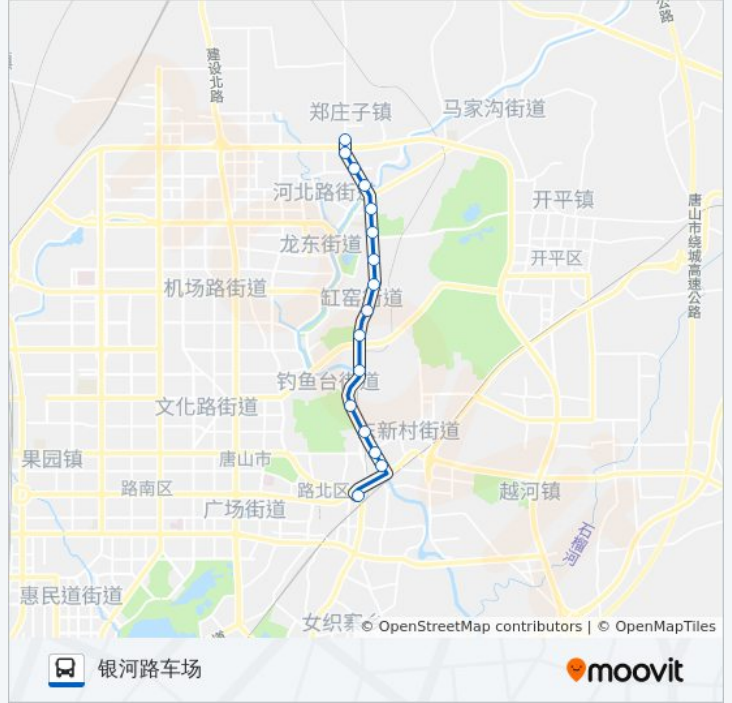 公路
建设北路
郑庄子镇
马家沟街道
河北路街
开平镇
唐山市绕城高速公路
龙东街道
开平区
机场路街道
缸窑街道
钓鱼台街道
文化路街道
新村街道
果园镇
唐山市
路南区
路北区
越河镇
广场街道
石榴河
惠民道街道
女织寨乡
道
© OpenStreetMap contributors | © OpenMapTiles
银河路车场
moovit